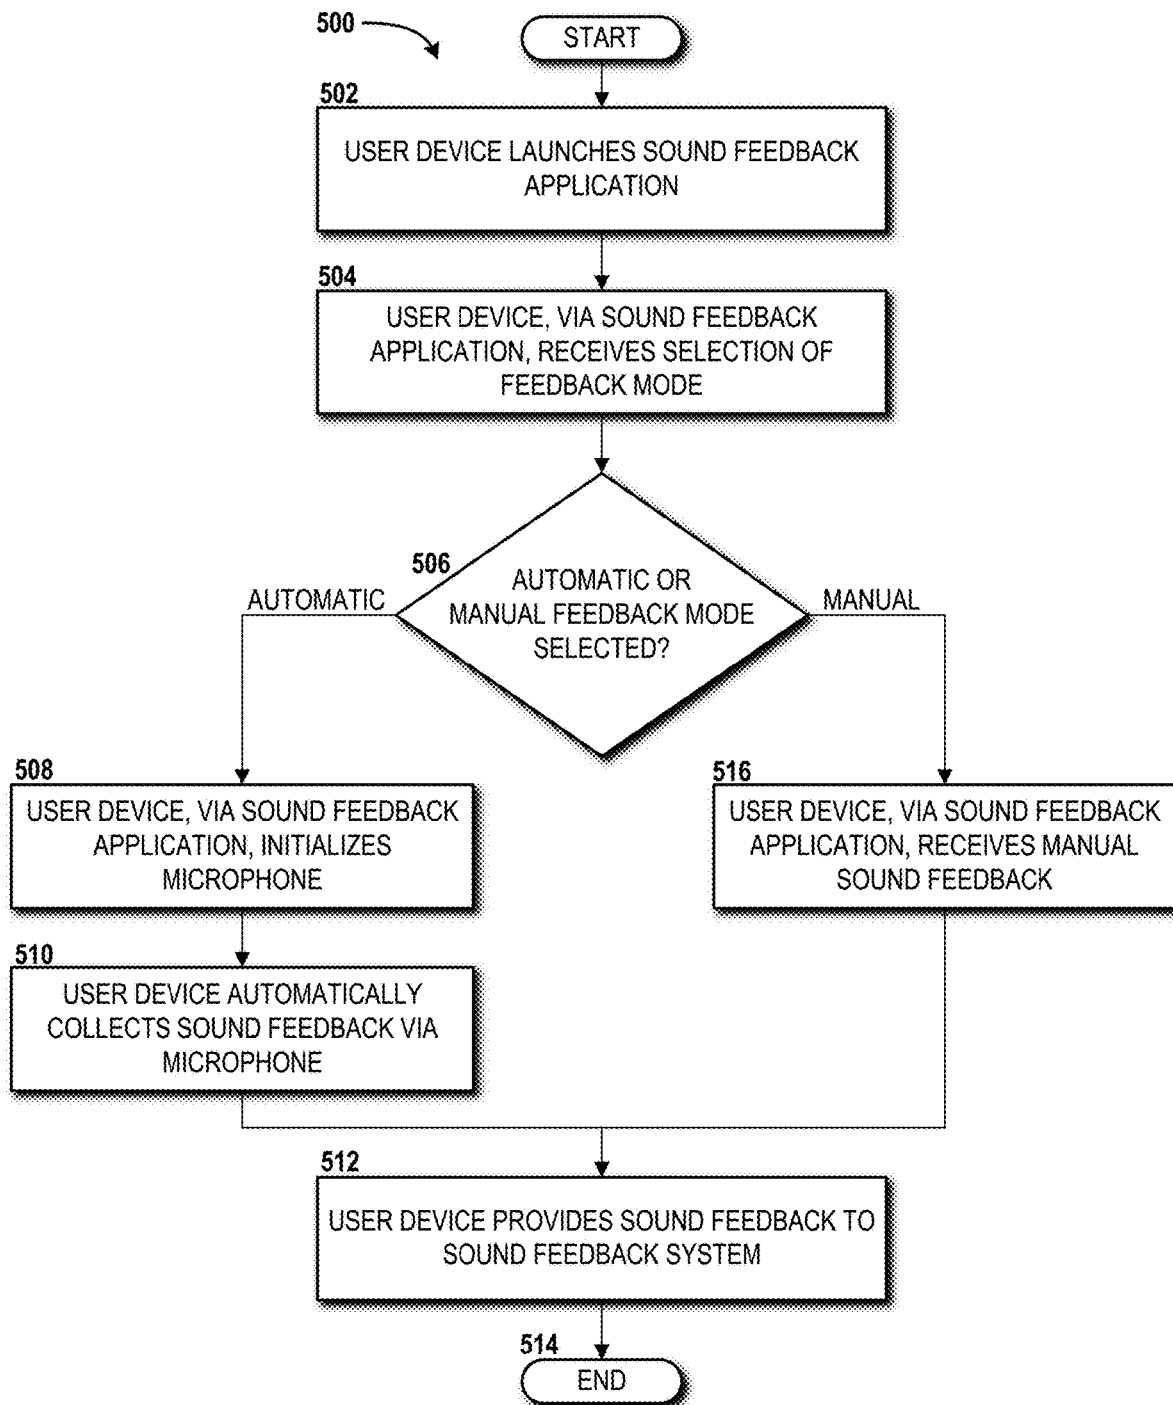 500
START
502
USER DEVICE LAUNCHES SOUND FEEDBACK
APPLICATION
504
USER DEVICE, VIA SOUND FEEDBACK
APPLICATION, RECEIVES SELECTION OF
FEEDBACK MODE
506
AUTOMATIC OR
MANUAL FEEDBACK MODE
SELECTED?
AUTOMATIC
MANUAL
508
USER DEVICE, VIA SOUND FEEDBACK
APPLICATION, INITIALIZES
MICROPHONE
516
USER DEVICE, VIA SOUND FEEDBACK
APPLICATION, RECEIVES MANUAL
SOUND FEEDBACK
510
USER DEVICE AUTOMATICALLY
COLLECTS SOUND FEEDBACK VIA
MICROPHONE
512
USER DEVICE PROVIDES SOUND FEEDBACK TO
SOUND FEEDBACK SYSTEM
514
END